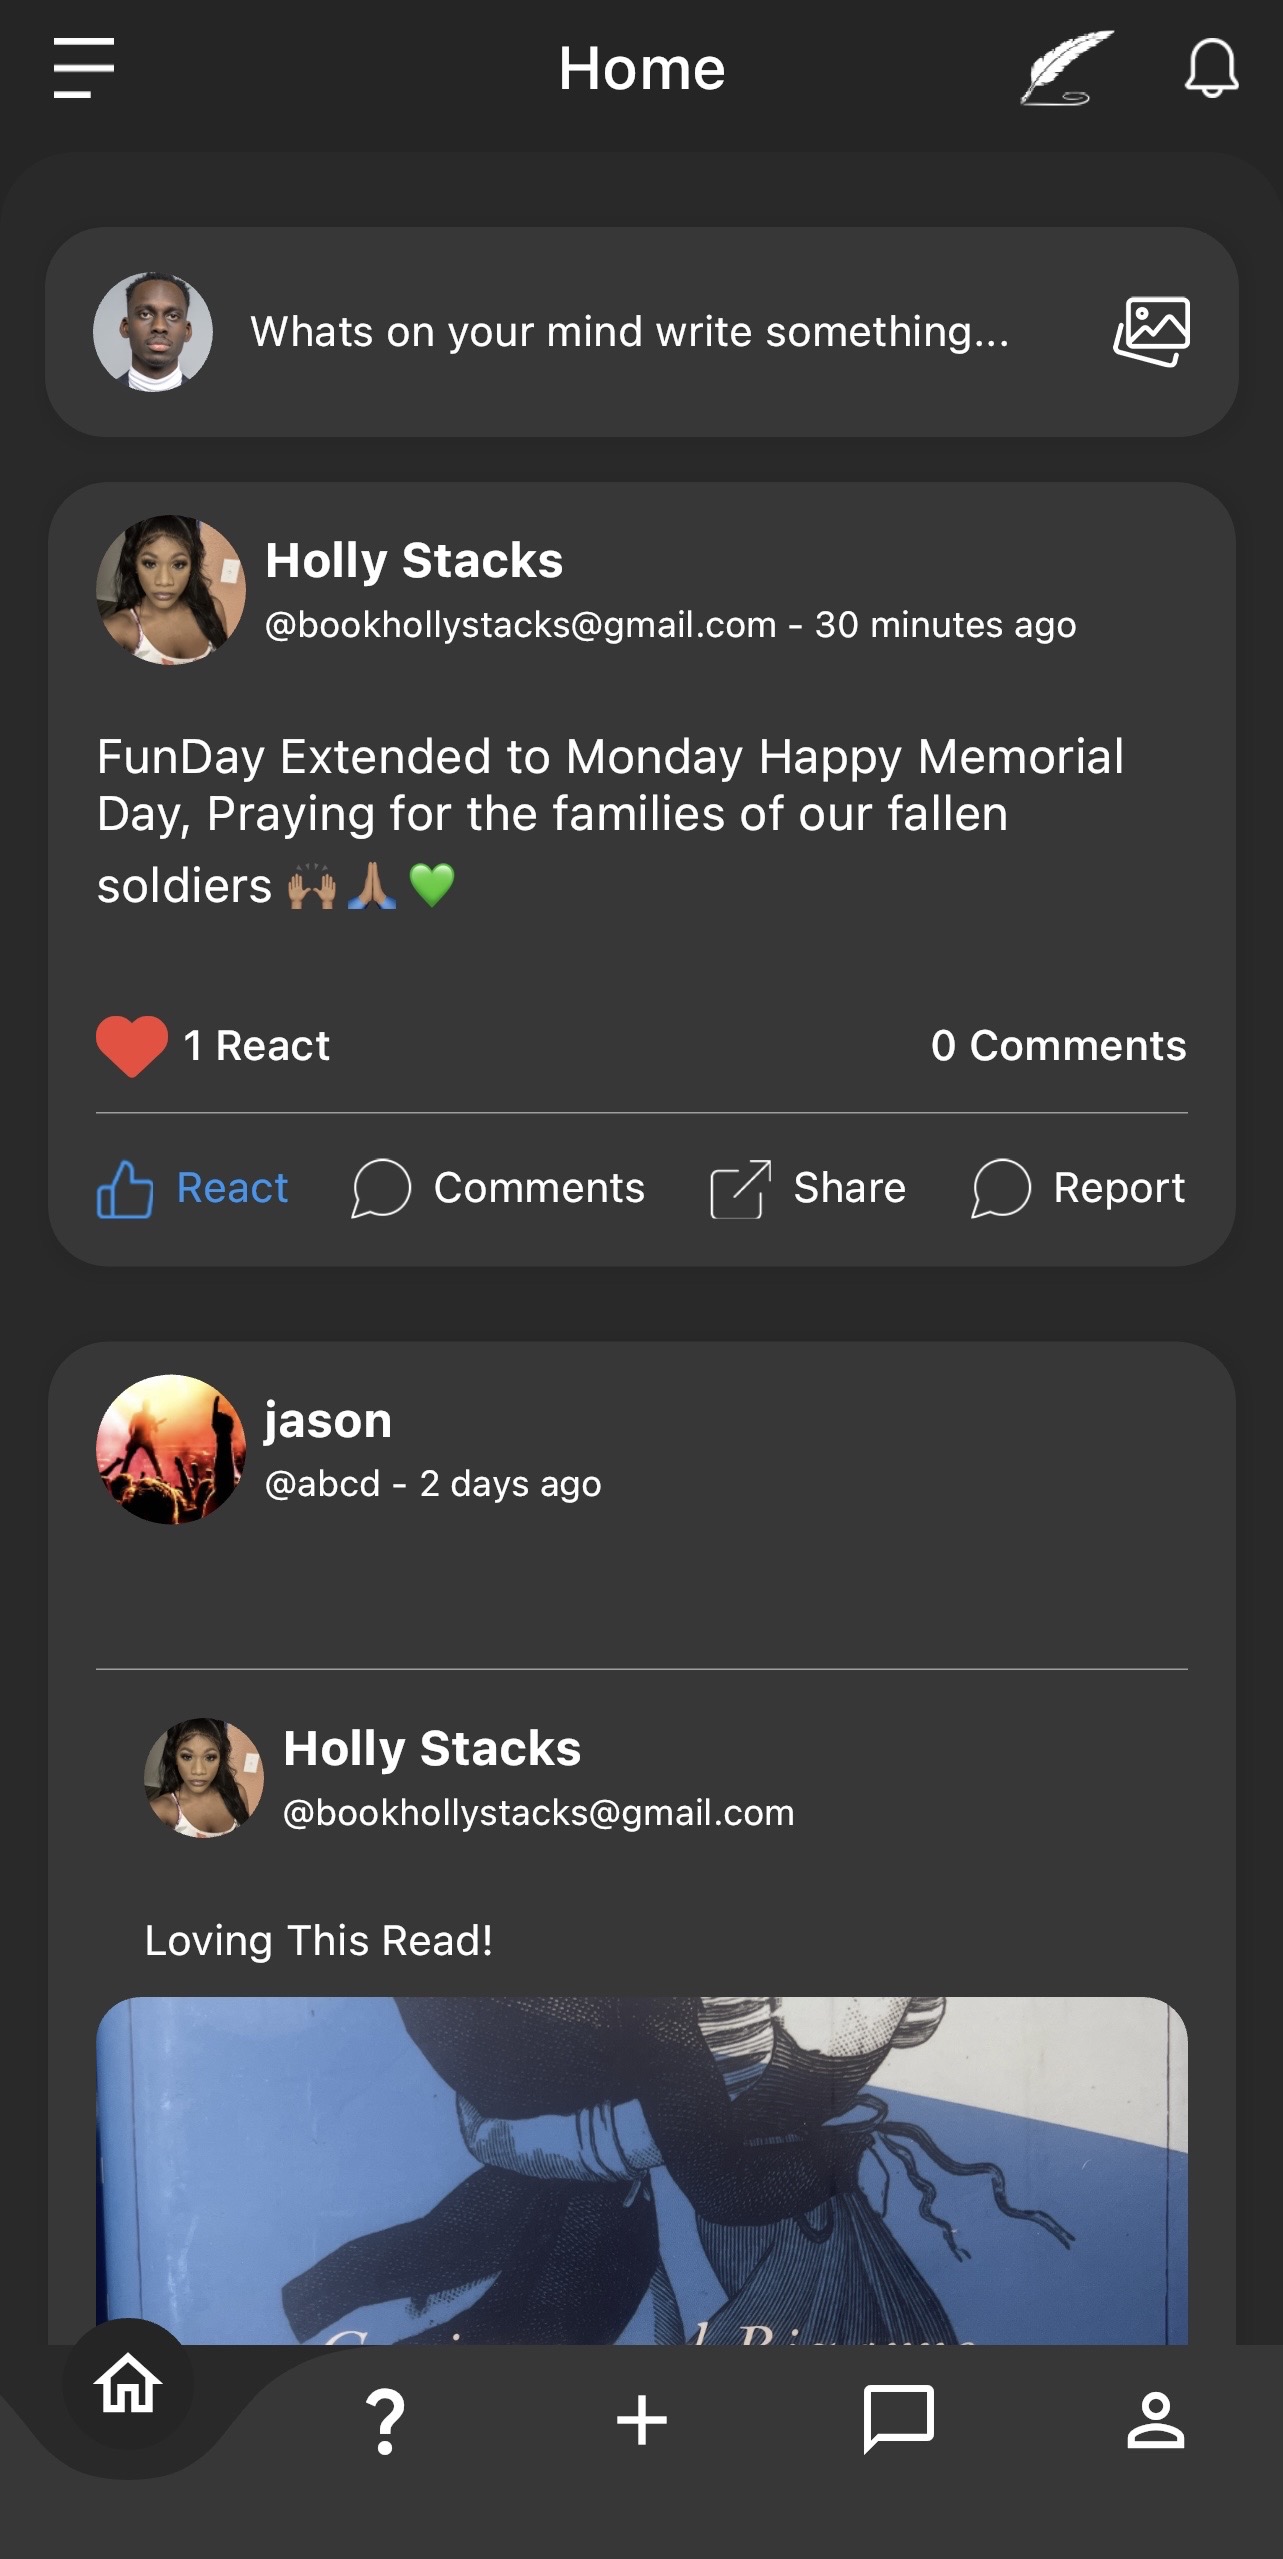 Home
Whats on your mind write something...
Holly Stacks
@bookhollystacks@gmail.com - 30 minutes ago
FunDay Extended to Monday Happy Memorial
Day, Praying for the families of our fallen
soldiers 🙌🏽🙏🏽💚
1 React
0 Comments
React
Comments
Share
Report
jason
@abcd - 2 days ago
Holly Stacks
@bookhollystacks@gmail.com
Loving This Read!